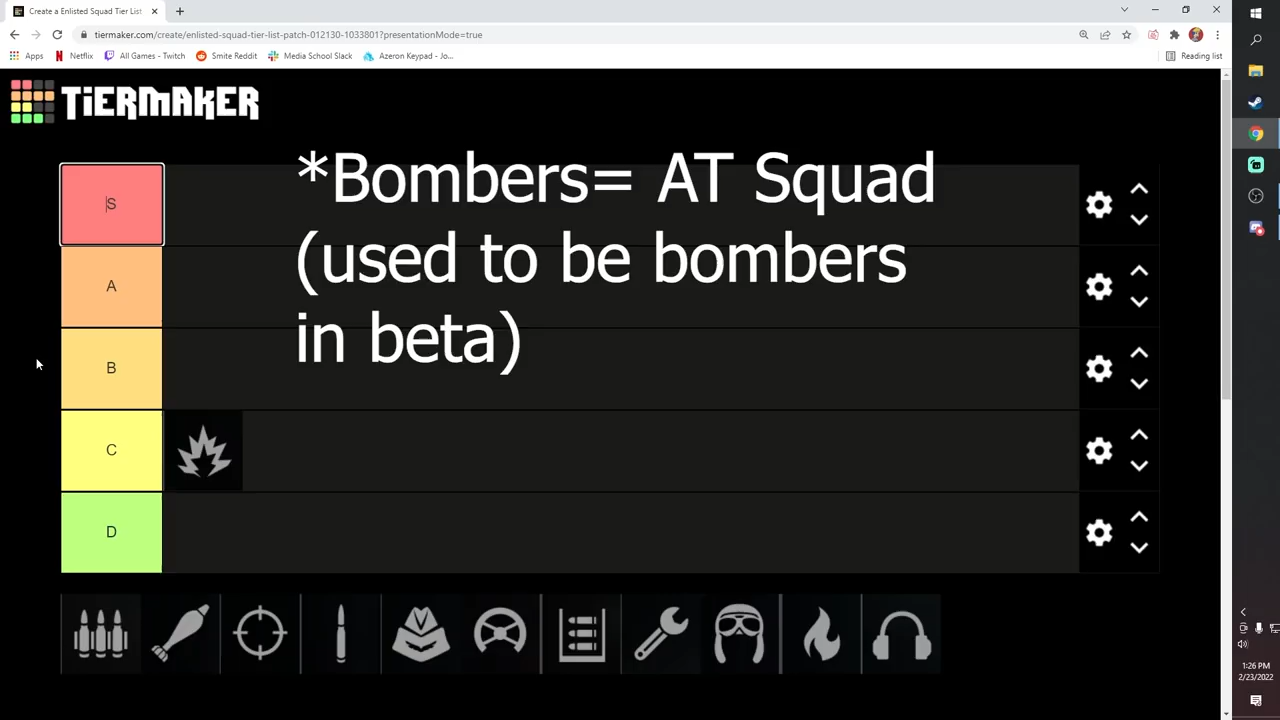 Create a Enlisted Squad Tier List
tiermaker.com/create/enlisted-squad-tier-list-patch-012130-1033801?presentationMode=true
Apps
Netflix
All Games - Twitch
Smite Reddit
Media School Slack
Azeron Keypad - Jo...
Reading list
TiERMAKER
*Bombers= AT Squad
(used to be bombers
in beta)
S
A
B
C
D
1:26 PM
2/23/2022